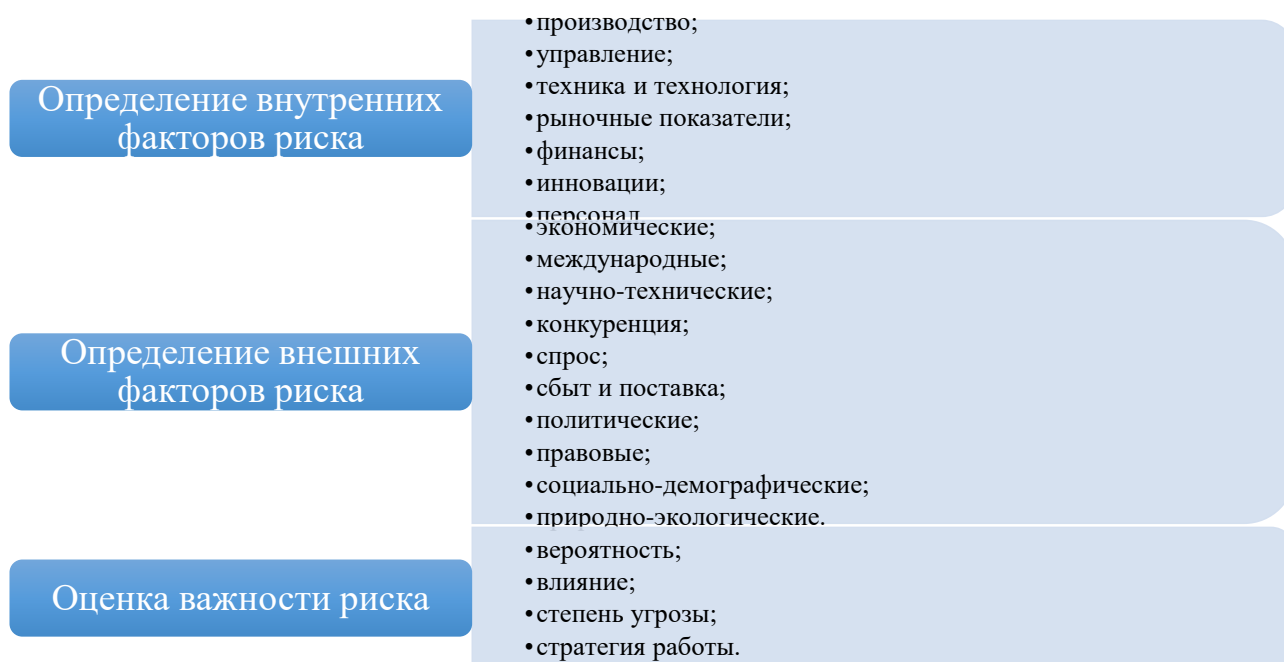 Определение внутренних
факторов риска
•производство;
•управление;
•техника и технология;
•рыночные показатели;
•финансы;
•инновации;
•персонал
Определение внешних
факторов риска
•экономические;
•международные;
•научно-технические;
•конкуренция;
•спрос;
•сбыт и поставка;
•политические;
•правовые;
•социально-демографические;
•природно-экологические.
Оценка важности риска
•вероятность;
•влияние;
•степень угрозы;
•стратегия работы.